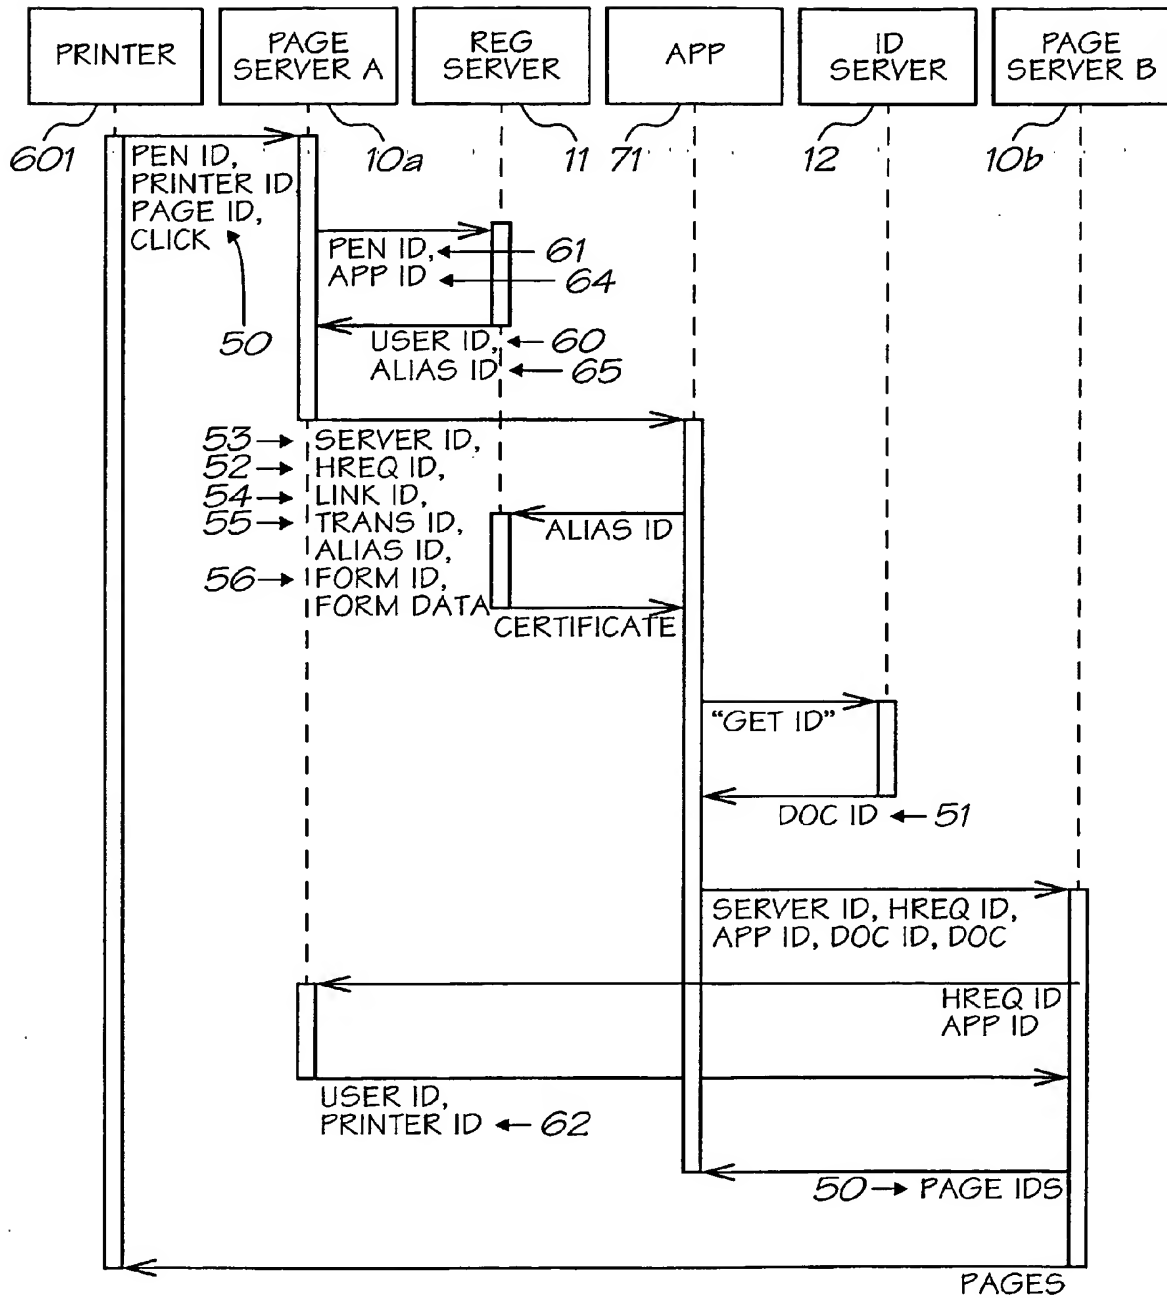 PRINTER
PAGE
SERVER A
REG
SERVER
APP
ID
SERVER
PAGE
SERVER B
601
10a
11
71
12
10b
PEN ID,
PRINTER ID
PAGE ID,
CLICK
50
PEN ID,
61
APP ID
64
USER ID,
60
ALIAS ID
65
53
SERVER ID,
52
HREQ ID,
54
LINK ID,
55
TRANS ID,
ALIAS ID,
56
FORM ID,
FORM DATA
ALIAS ID
CERTIFICATE
"GET ID"
DOC ID
51
SERVER ID, HREQ ID,
APP ID, DOC ID, DOC
HREQ ID
APP ID
USER ID,
PRINTER ID
62
50
PAGE IDS
PAGES